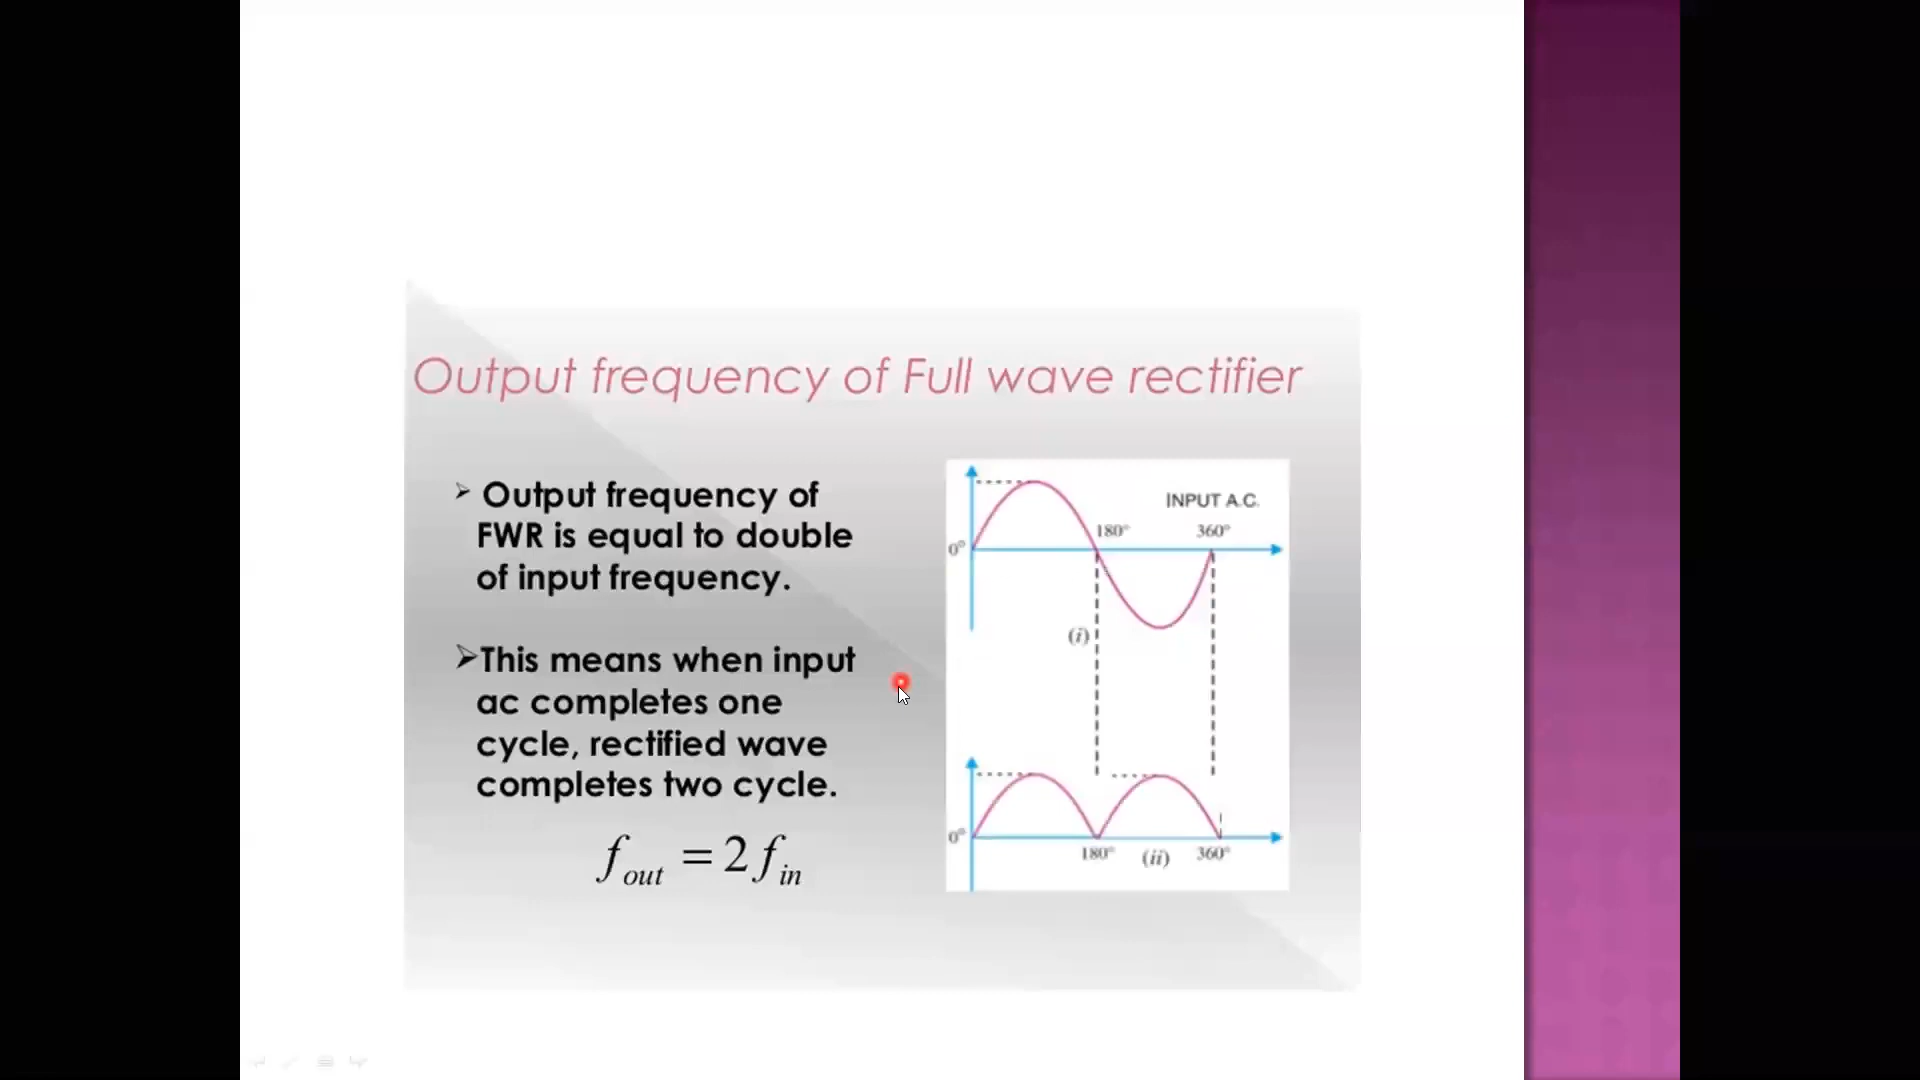 Output frequency of Full wave rectifier
➢ Output frequency of
FWR is equal to double
of input frequency.
➢This means when input
ac completes one
cycle, rectified wave
completes two cycle.
f_out = 2f_in
INPUT A.C.
180° 360°
0°
(i)
0°
180° (ii) 360°